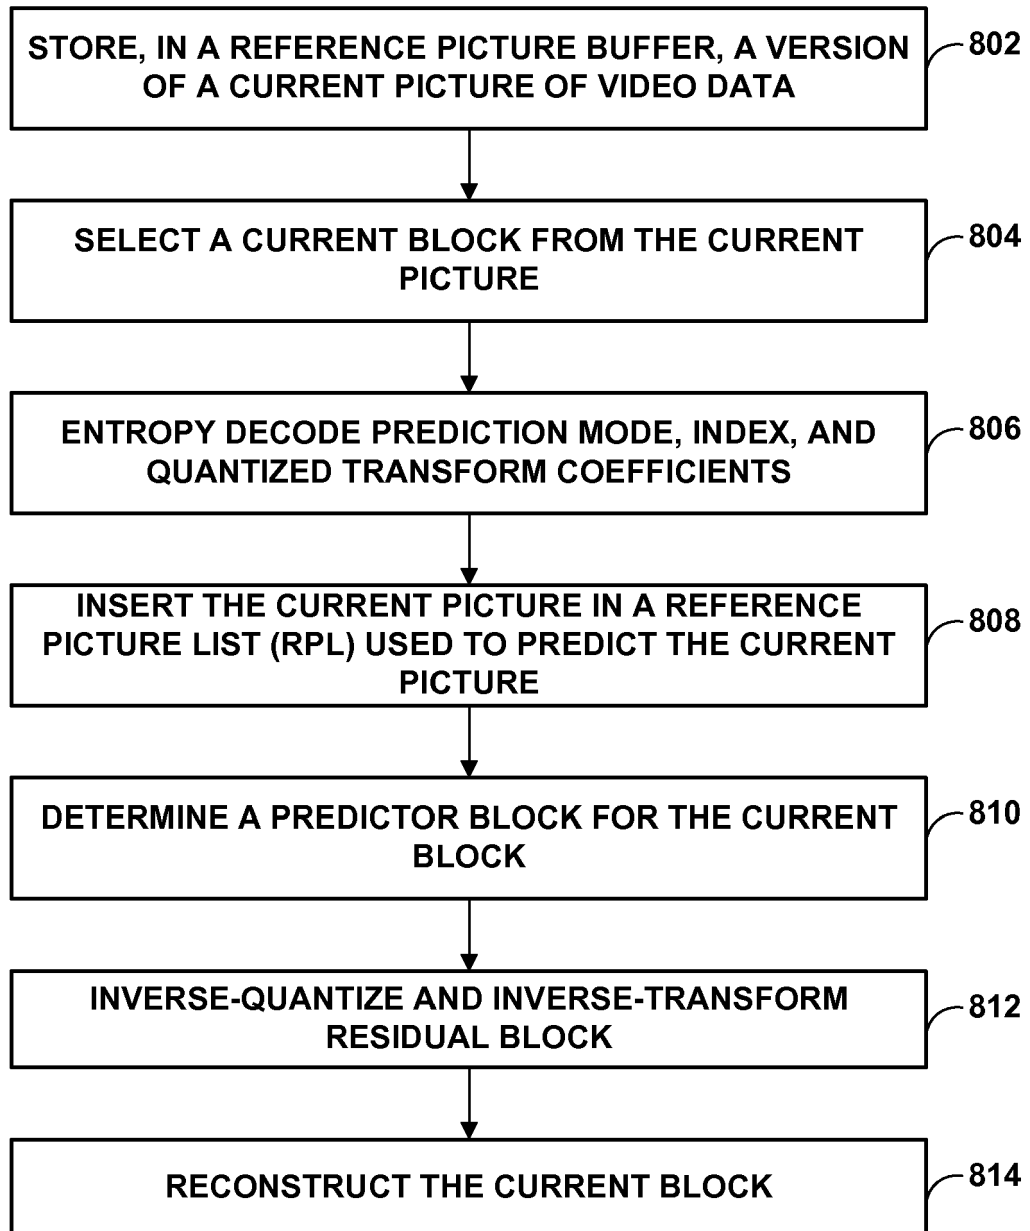 STORE, IN A REFERENCE PICTURE BUFFER, A VERSION
OF A CURRENT PICTURE OF VIDEO DATA
802
SELECT A CURRENT BLOCK FROM THE CURRENT
PICTURE
804
ENTROPY DECODE PREDICTION MODE, INDEX, AND
QUANTIZED TRANSFORM COEFFICIENTS
806
INSERT THE CURRENT PICTURE IN A REFERENCE
PICTURE LIST (RPL) USED TO PREDICT THE CURRENT
PICTURE
808
DETERMINE A PREDICTOR BLOCK FOR THE CURRENT
BLOCK
810
INVERSE-QUANTIZE AND INVERSE-TRANSFORM
RESIDUAL BLOCK
812
RECONSTRUCT THE CURRENT BLOCK
814